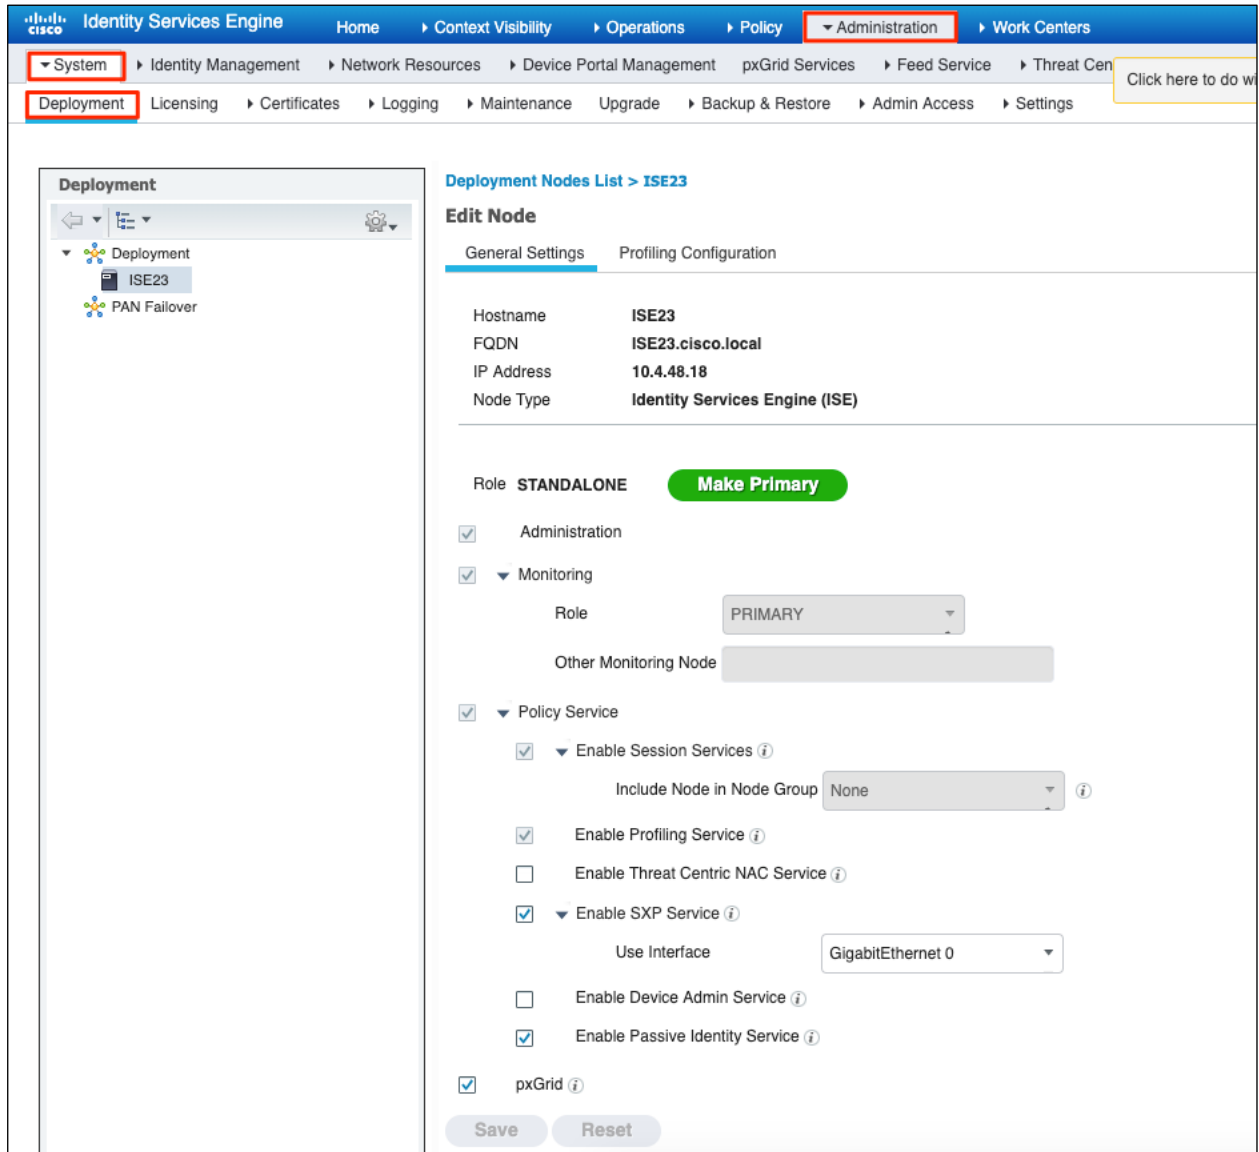 cisco Identity Services Engine Home Context Visibility Operations Policy Administration Work Centers
System Identity Management Network Resources Device Portal Management pxGrid Services Feed Service Threat Cen
Click here to do wi
Deployment Licensing Certificates Logging Maintenance Upgrade Backup & Restore Admin Access Settings
Deployment
Deployment
ISE23
PAN Failover
Deployment Nodes List > ISE23
Edit Node
General Settings Profiling Configuration
Hostname ISE23
FQDN ISE23.cisco.local
IP Address 10.4.48.18
Node Type Identity Services Engine (ISE)
Role STANDALONE Make Primary
Administration
Monitoring
Role PRIMARY
Other Monitoring Node
Policy Service
Enable Session Services
Include Node in Node Group None
Enable Profiling Service
Enable Threat Centric NAC Service
Enable SXP Service
Use Interface GigabitEthernet 0
Enable Device Admin Service
Enable Passive Identity Service
pxGrid
Save Reset